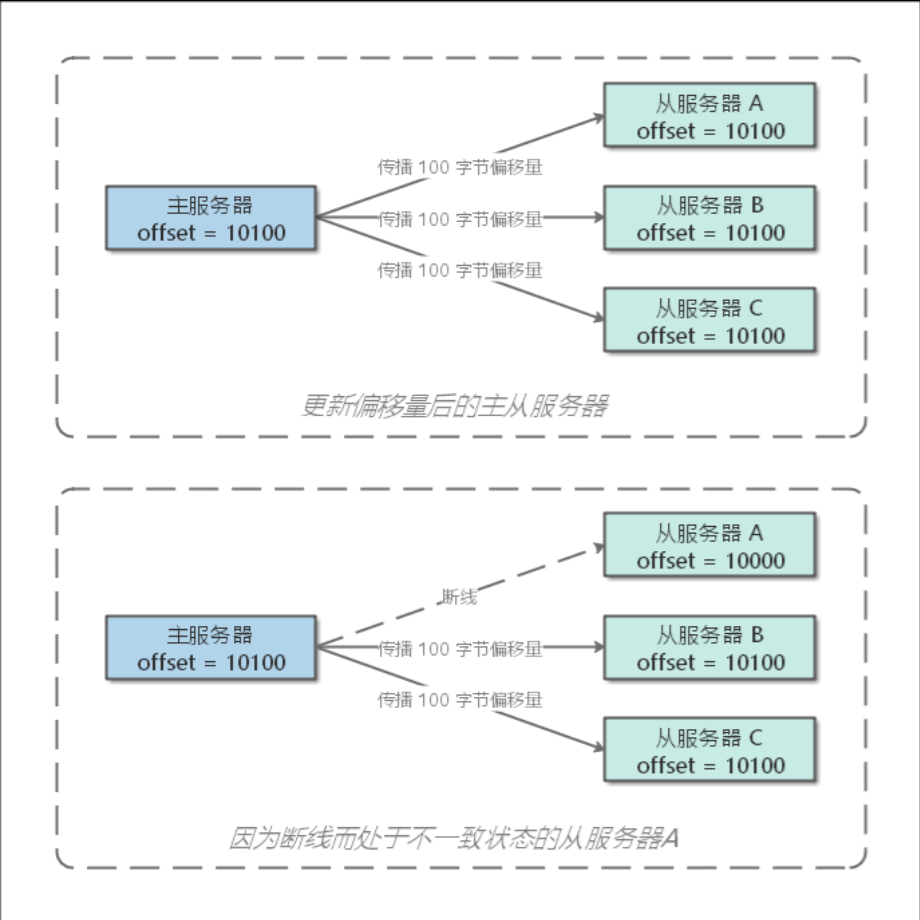 从服务器 A
offset = 10100
传播 100 字节偏移量
主服务器
offset = 10100
传播 100 字节偏移量
从服务器 B
offset = 10100
传播 100 字节偏移量
从服务器 C
offset = 10100
更新偏移量后的主从服务器
从服务器 A
offset = 10000
断线
主服务器
offset = 10100
传播 100 字节偏移量
从服务器 B
offset = 10100
传播 100 字节偏移量
从服务器 C
offset = 10100
因为断线而处于不一致状态的从服务器A